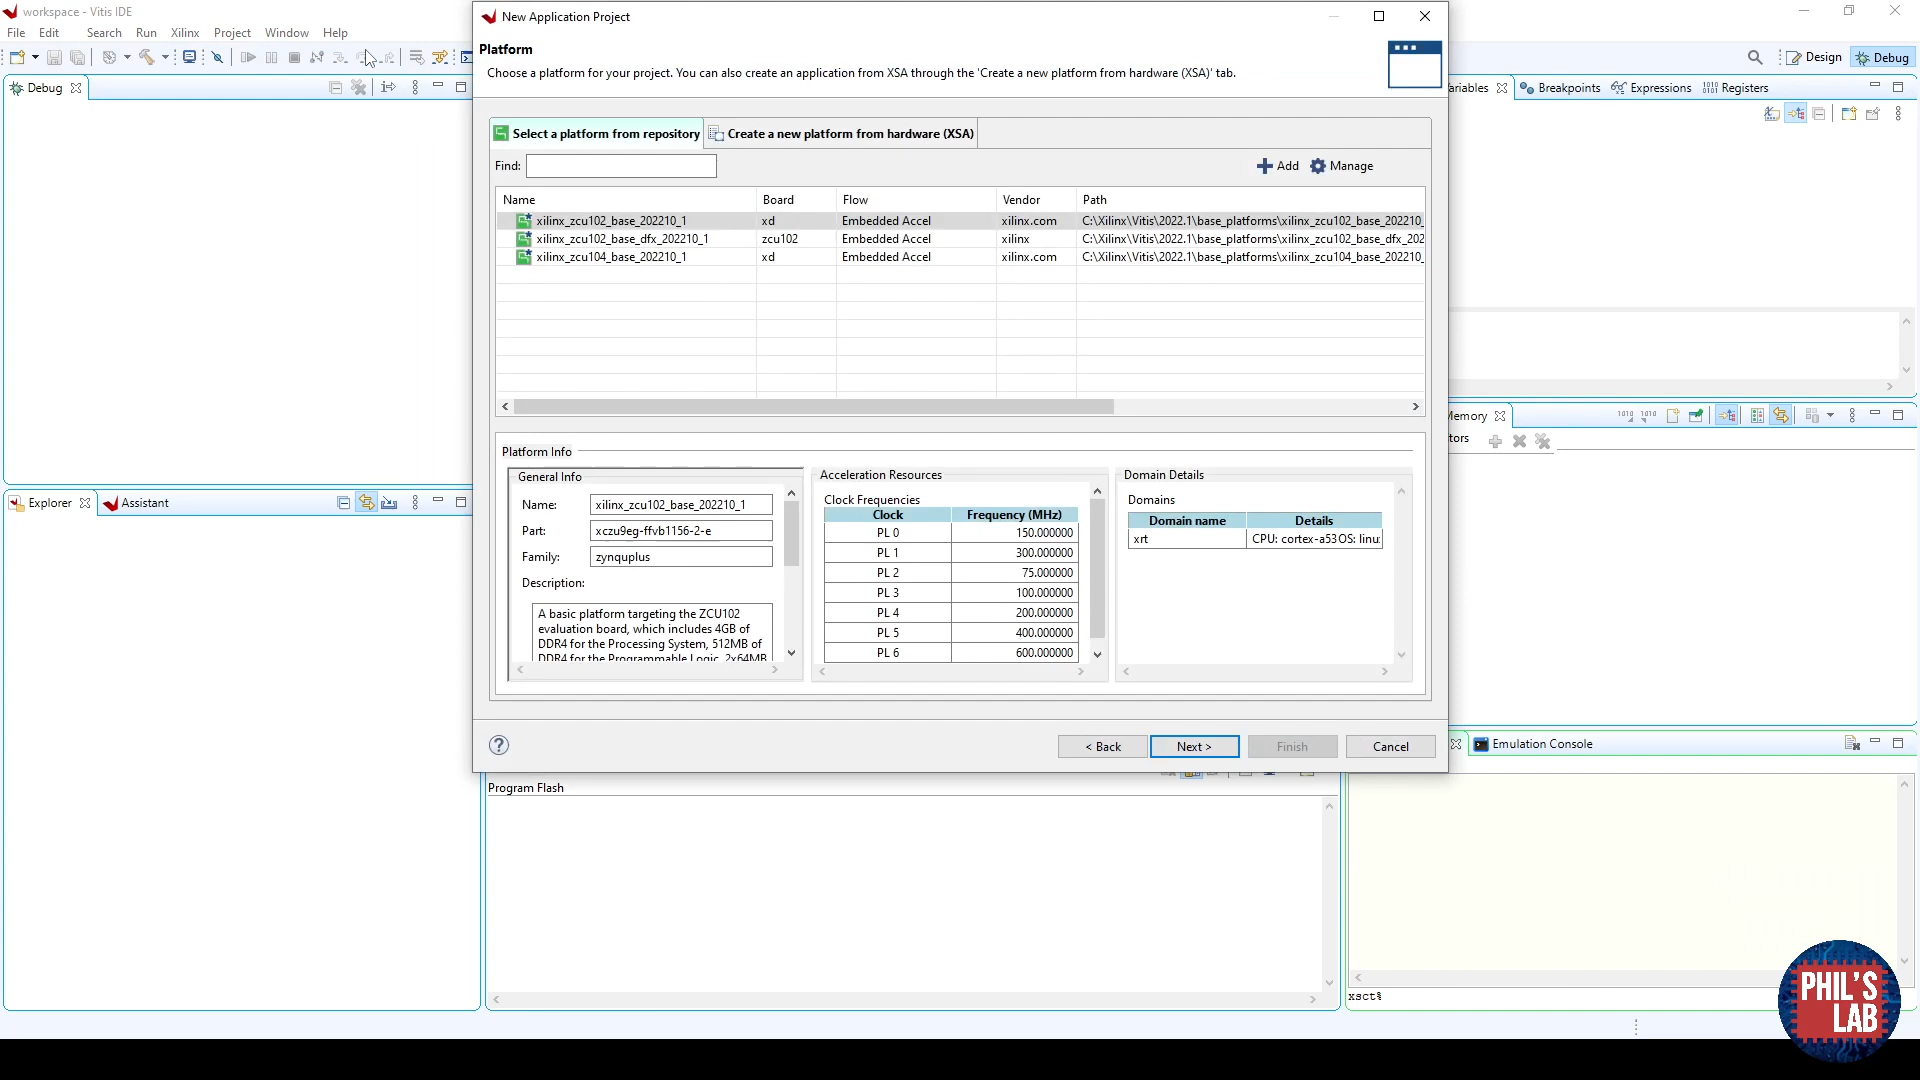 workspace - Vitis IDE
File Edit Search Run Xilinx Project Window Help
Debug
Explorer Assistant
New Application Project
Platform
Choose a platform for your project. You can also create an application from XSA through the 'Create a new platform from hardware (XSA)' tab.
Select a platform from repository Create a new platform from hardware (XSA)
Find:
Add Manage
Name Board Flow Vendor Path
xilinx_zcu102_base_202210_1 xd Embedded Accel xilinx.com C:\Xilinx\Vitis\2022.1\base_platforms\xilinx_zcu102_base_202210_
xilinx_zcu102_base_dfx_202210_1 zcu102 Embedded Accel xilinx C:\Xilinx\Vitis\2022.1\base_platforms\xilinx_zcu102_base_dfx_202
xilinx_zcu104_base_202210_1 xd Embedded Accel xilinx.com C:\Xilinx\Vitis\2022.1\base_platforms\xilinx_zcu104_base_202210_
Platform Info
General Info
Name: xilinx_zcu102_base_202210_1
Part: xczu9eg-ffvb1156-2-e
Family: zynquplus
Description:
A basic platform targeting the ZCU102
evaluation board, which includes 4GB of
DDR4 for the Processing System, 512MB of
DDR4 for the Programmable Logic, 2x64MB
Acceleration Resources
Clock Frequencies
Clock Frequency (MHz)
PL 0 150.000000
PL 1 300.000000
PL 2 75.000000
PL 3 100.000000
PL 4 200.000000
PL 5 400.000000
PL 6 600.000000
Domain Details
Domains
Domain name Details
xrt CPU: cortex-a53 OS: linu
< Back Next > Finish Cancel
Program Flash
Design Debug
ariables Breakpoints Expressions Registers
Memory
tors
Emulation Console
xsct%
PHIL'S
LAB